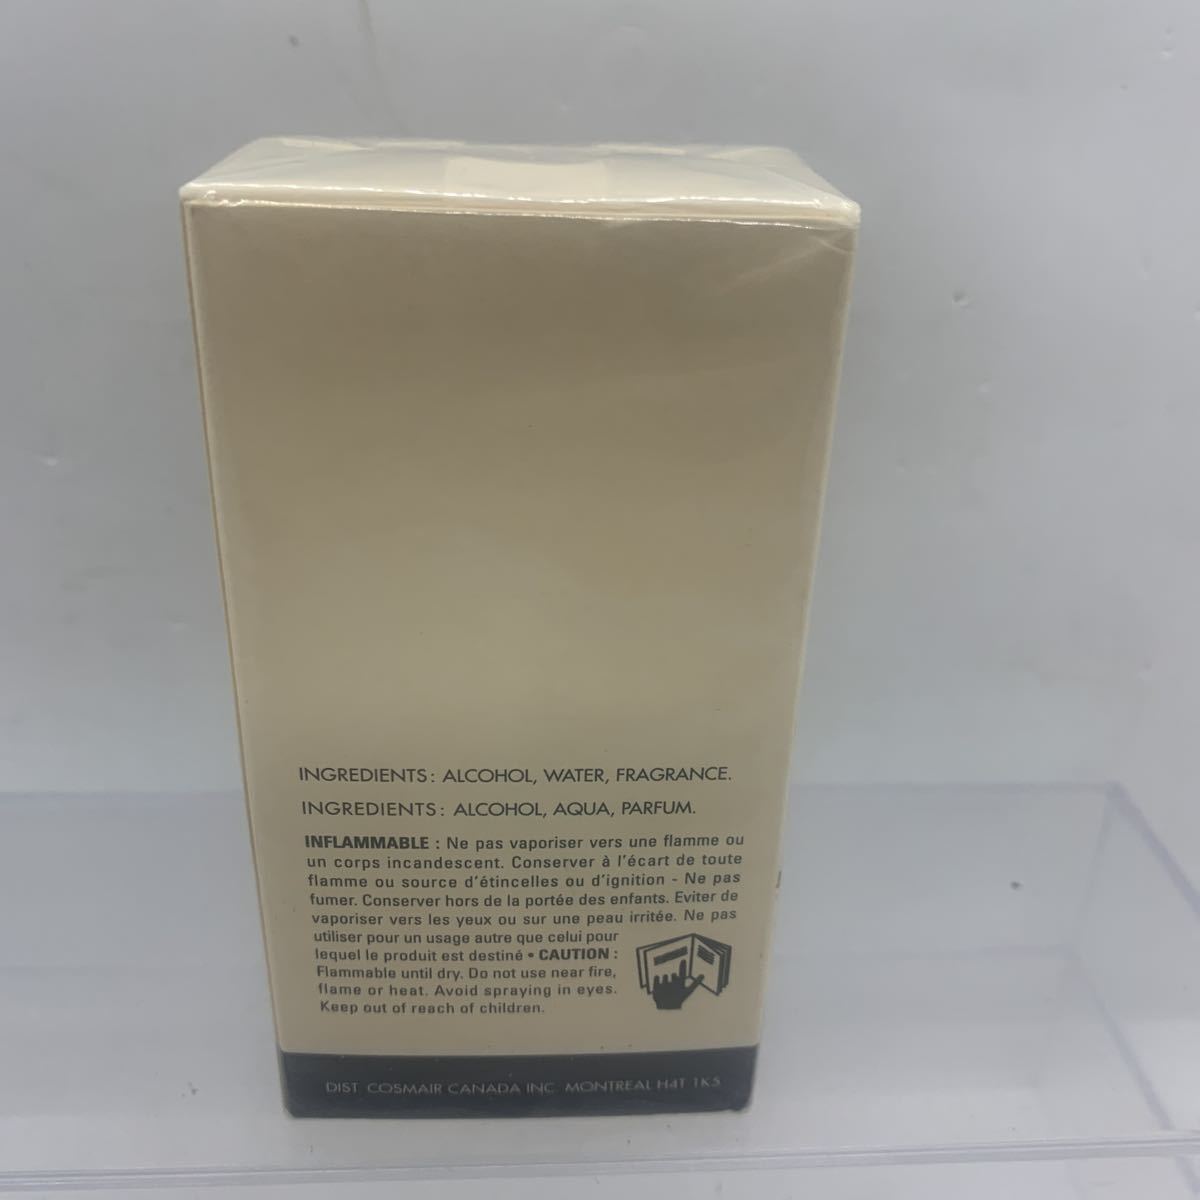 INGREDIENTS: ALCOHOL, WATER, FRAGRANCE.
INGREDIENTS: ALCOHOL, AQUA, PARFUM.
INFLAMMABLE : Ne pas vaporiser vers une flamme ou
un corps incandescent. Conserver à l'écart de toute
flamme ou source d'étincelles ou d'ignition - Ne pas
fumer. Conserver hors de la portée des enfants. Eviter de
vaporiser vers les yeux ou sur une peau irritée. Ne pas
utiliser pour un usage autre que celui pour
lequel le produit est destiné • CAUTION :
Flammable until dry. Do not use near fire,
flame or heat. Avoid spraying in eyes.
Keep out of reach of children.
DIST. COSMAIR CANADA INC. MONTREAL H4T 1K5